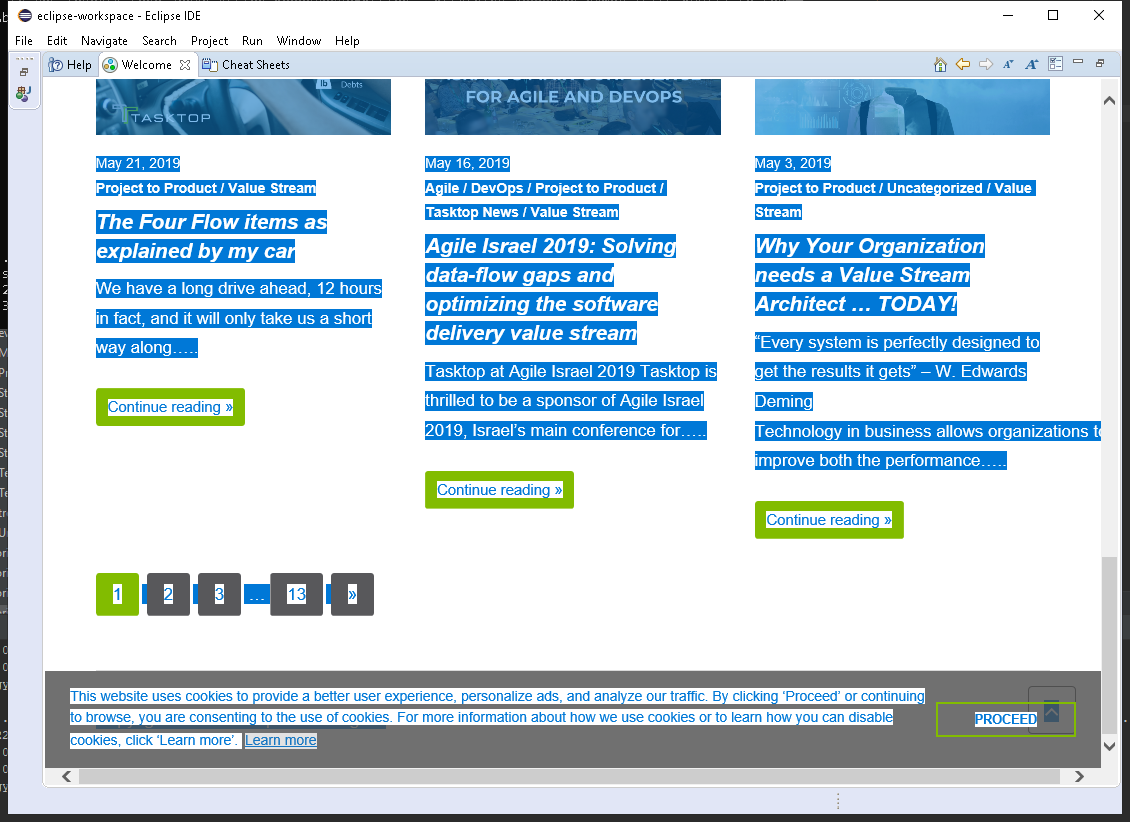 eclipse-workspace - Eclipse IDE
File Edit Navigate Search Project Run Window Help
Help Welcome Cheat Sheets
Debts
TASKTOP
FOR AGILE AND DEVOPS
May 21, 2019
Project to Product / Value Stream
The Four Flow items as
explained by my car
We have a long drive ahead, 12 hours
in fact, and it will only take us a short
way along…..
Continue reading »
May 16, 2019
Agile / DevOps / Project to Product /
Tasktop News / Value Stream
Agile Israel 2019: Solving
data-flow gaps and
optimizing the software
delivery value stream
Tasktop at Agile Israel 2019 Tasktop is
thrilled to be a sponsor of Agile Israel
2019, Israel’s main conference for…..
Continue reading »
May 3, 2019
Project to Product / Uncategorized / Value
Stream
Why Your Organization
needs a Value Stream
Architect … TODAY!
“Every system is perfectly designed to
get the results it gets” – W. Edwards
Deming
Technology in business allows organizations to
improve both the performance…..
Continue reading »
1 2 3 … 13 »
This website uses cookies to provide a better user experience, personalize ads, and analyze our traffic. By clicking ‘Proceed’ or continuing
to browse, you are consenting to the use of cookies. For more information about how we use cookies or to learn how you can disable
cookies, click ‘Learn more’. Learn more
PROCEED